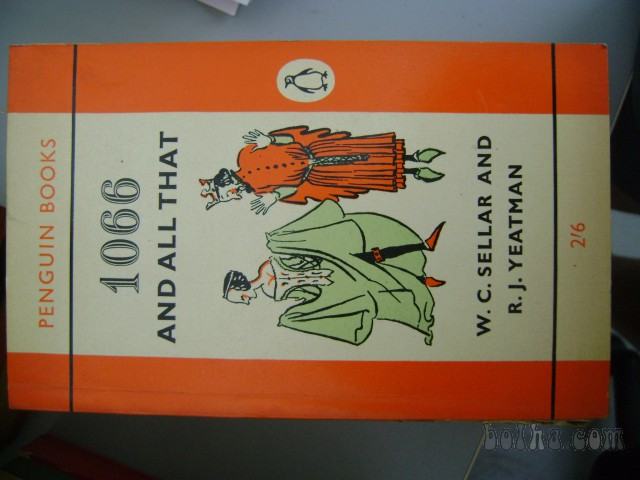 PENGUIN BOOKS
1066
AND ALL THAT
W. C. SELLAR AND
R. J. YEATMAN
2/6
bolha.com